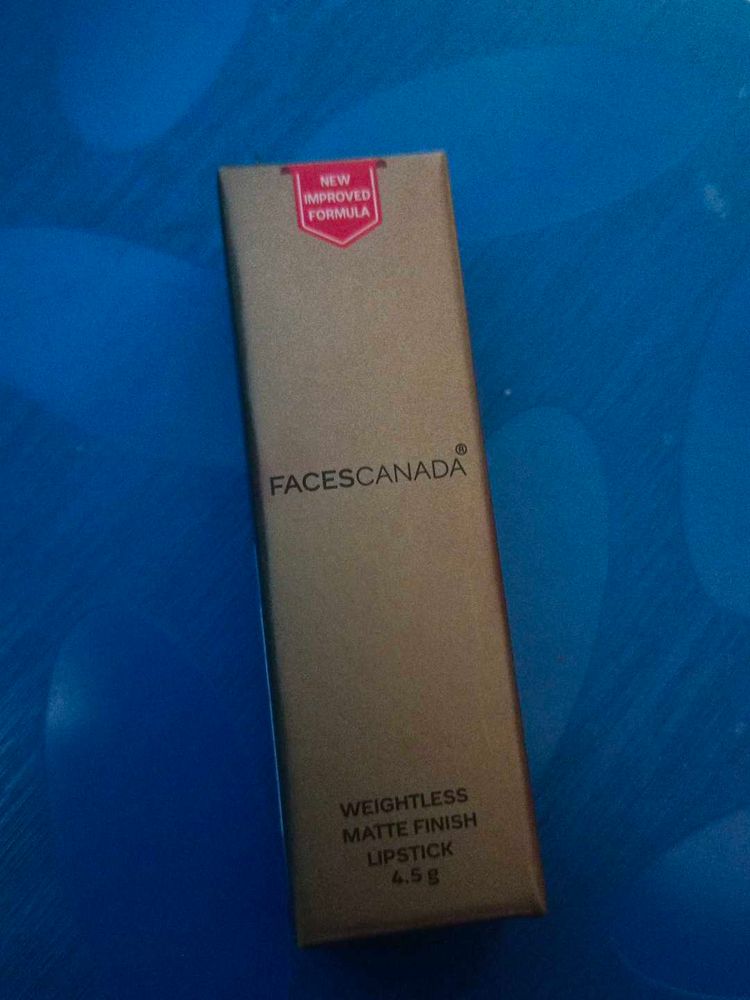 NEW
IMPROVED
FORMULA
FACESCANADA®
WEIGHTLESS
MATTE FINISH
LIPSTICK
4.5 g